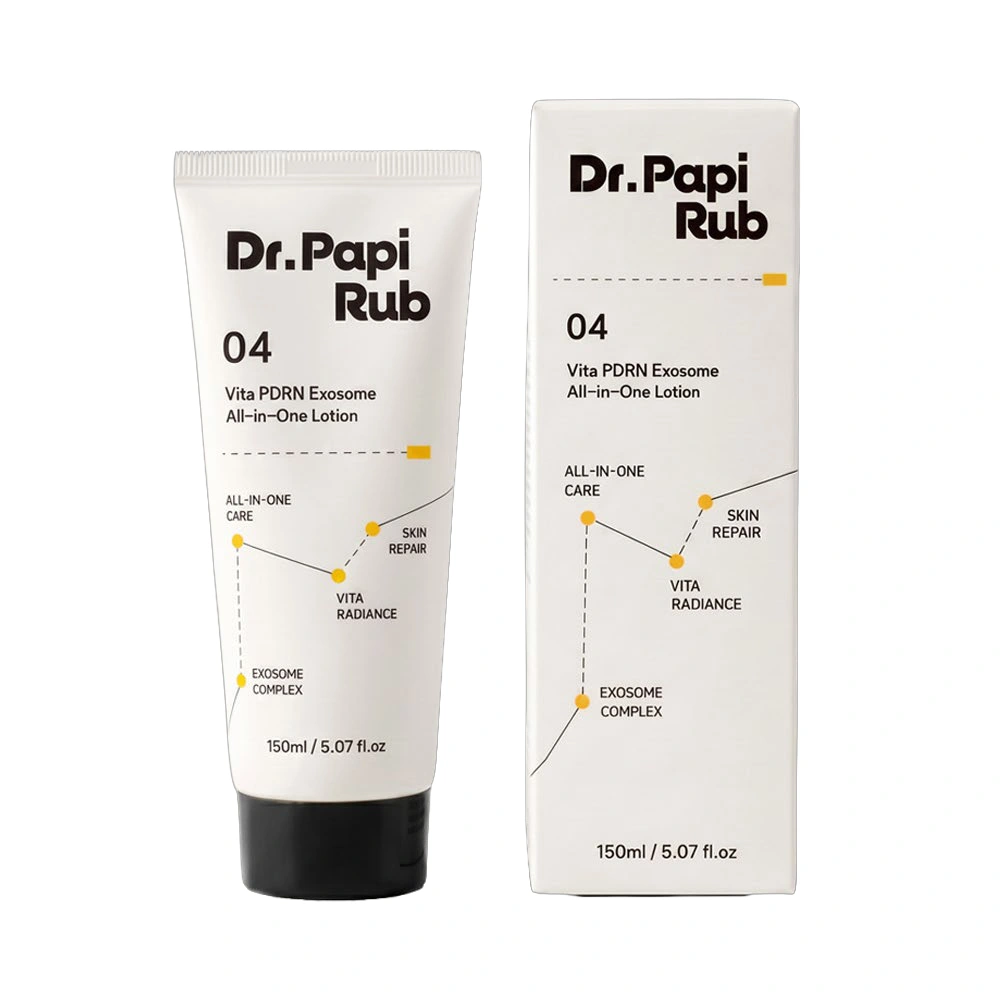 Dr.Papi
Rub
04
Vita PDRN Exosome
All-in-One Lotion
ALL-IN-ONE
CARE
SKIN
REPAIR
VITA
RADIANCE
EXOSOME
COMPLEX
150ml / 5.07 fl.oz
Dr.Papi
Rub
04
Vita PDRN Exosome
All-in-One Lotion
ALL-IN-ONE
CARE
SKIN
REPAIR
VITA
RADIANCE
EXOSOME
COMPLEX
150ml / 5.07 fl.oz